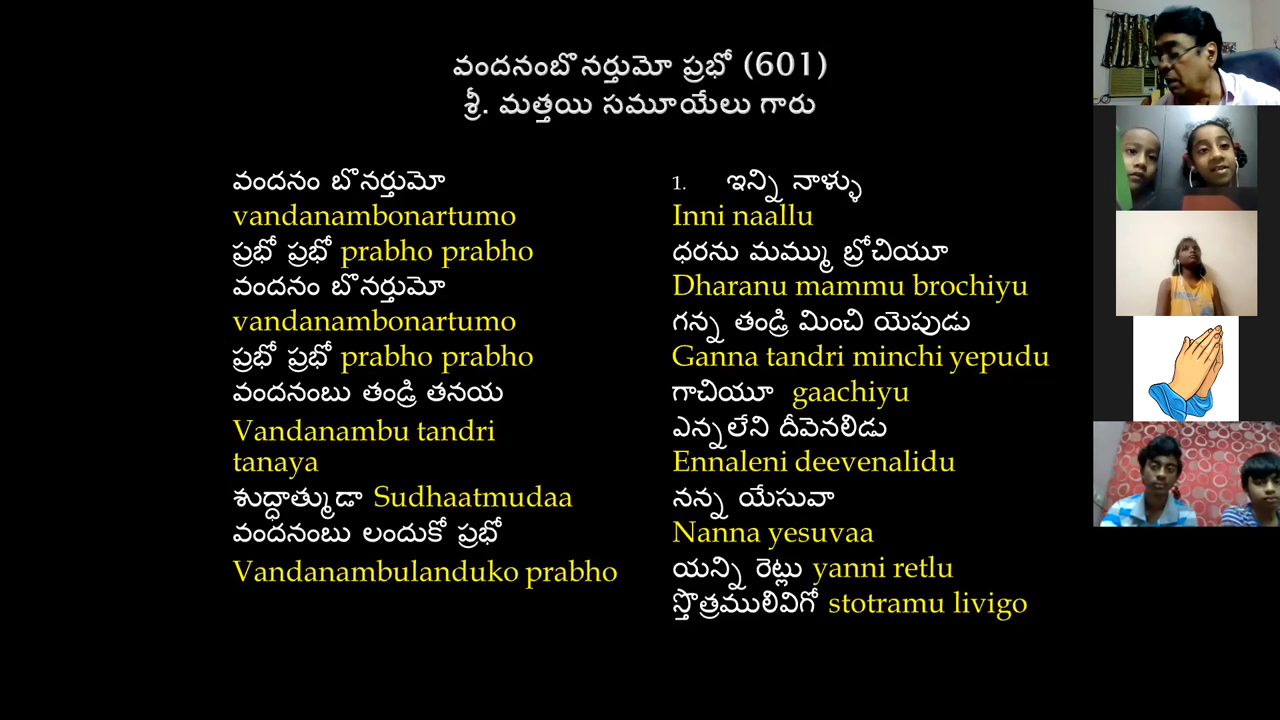 వందనంబొనర్తుమో ప్రభో (601)
శ్రీ. మత్తయి సమూయేలు గారు
వందనం బొనర్తుమో
vandanambonartumo
ప్రభో ప్రభో prabho prabho
వందనం బొనర్తుమో
vandanambonartumo
ప్రభో ప్రభో prabho prabho
వందనంబు తండ్రి తనయ
Vandanambu tandri
tanaya
శుద్ధాత్ముడా Sudhaatmudaa
వందనంబు లందుకో ప్రభో
Vandanambulanduko prabho
1. ఇన్ని నాళ్ళు
Inni naallu
ధరను మమ్ము బ్రోచియూ
Dharanu mammu brochiyu
గన్న తండ్రి మించి యెపుడు
Ganna tandri minchi yepudu
గాచియూ gaachiyu
ఎన్నలేని దీవెనలిడు
Ennaleni deevenalidu
నన్న యేసువా
Nanna yesuvaa
యన్ని రెట్లు yanni retlu
స్తొత్రములివిగో stotramu livigo